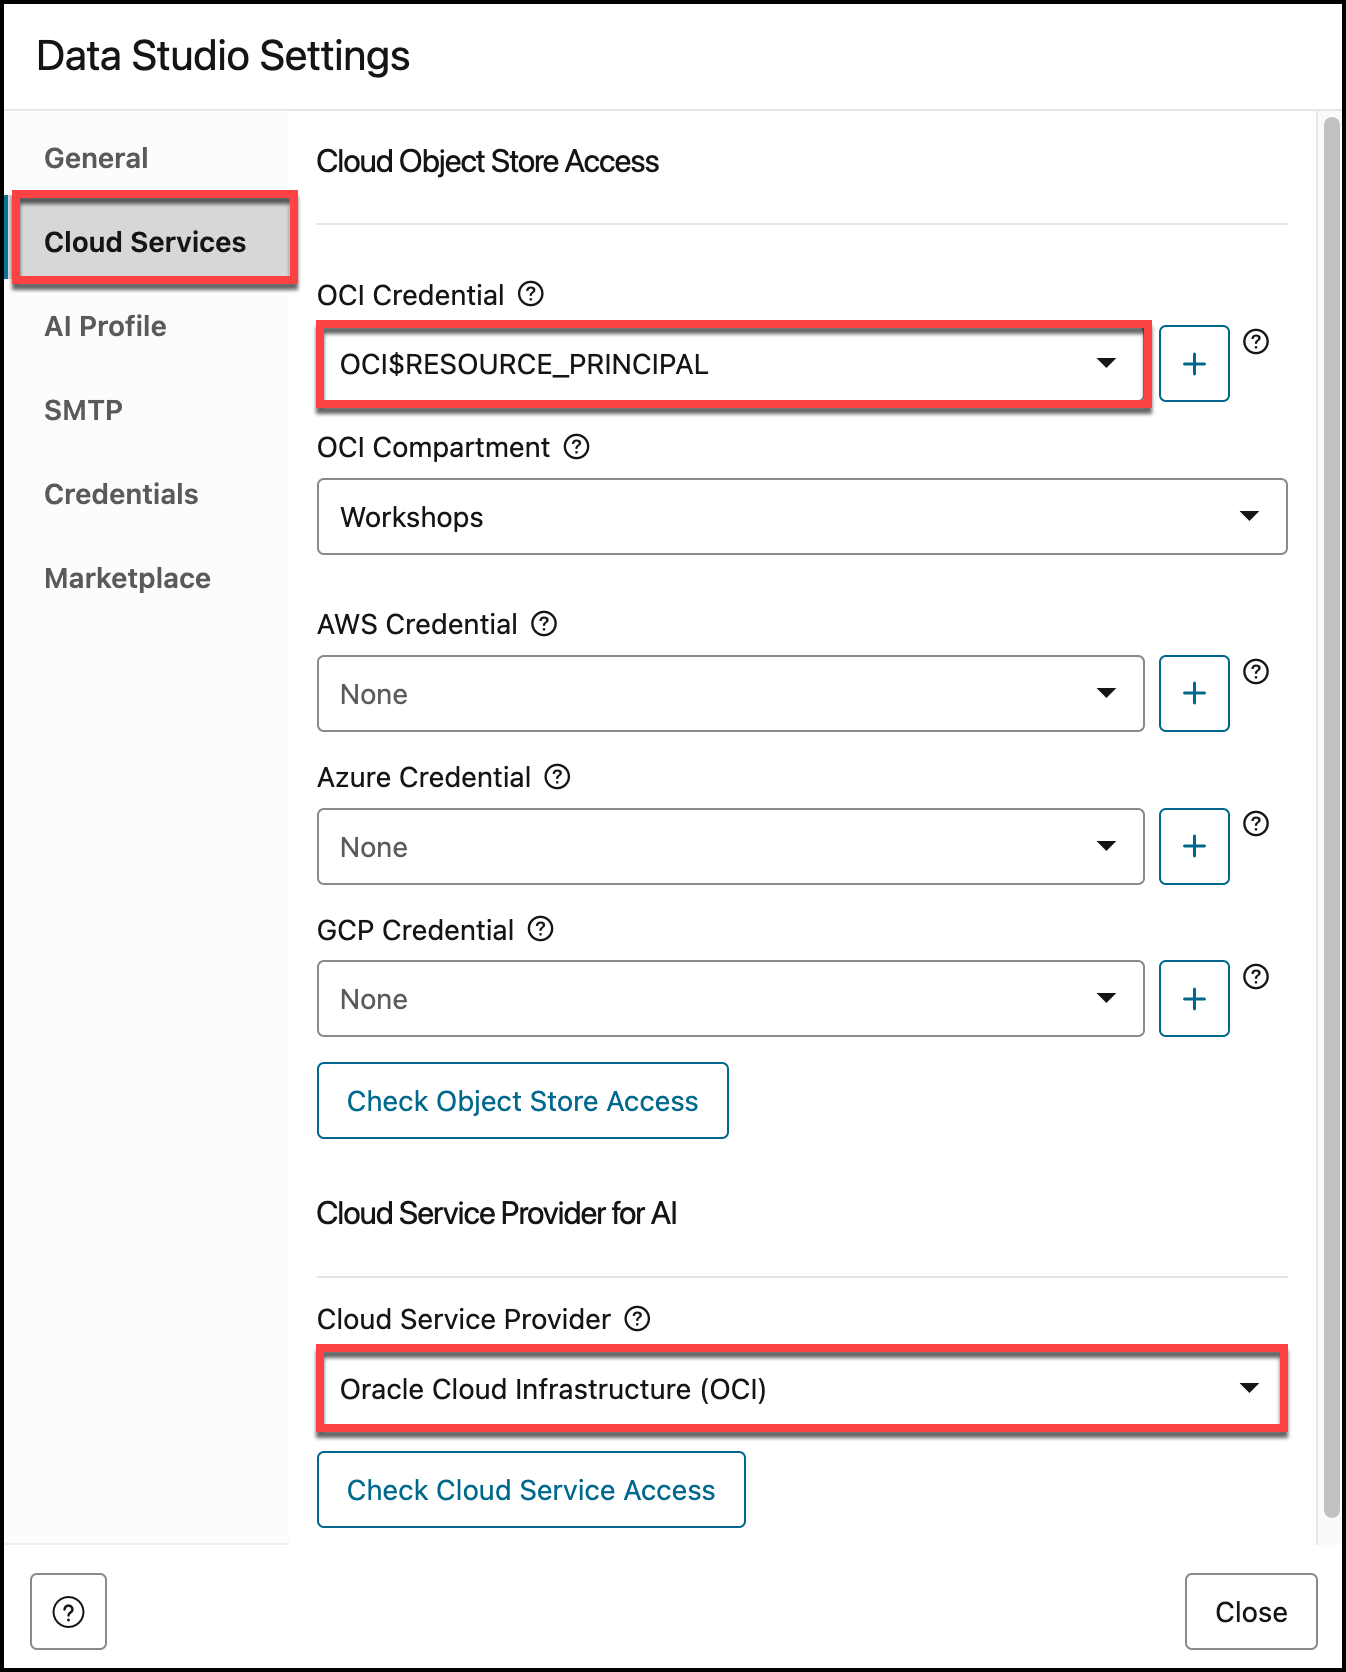 Data Studio Settings
General
Cloud Services
AI Profile
SMTP
Credentials
Marketplace
Cloud Object Store Access
OCI Credential ?
OCI$RESOURCE_PRINCIPAL + ?
OCI Compartment ?
Workshops
AWS Credential ?
None + ?
Azure Credential ?
None + ?
GCP Credential ?
None + ?
Check Object Store Access
Cloud Service Provider for AI
Cloud Service Provider ?
Oracle Cloud Infrastructure (OCI)
Check Cloud Service Access
?
Close